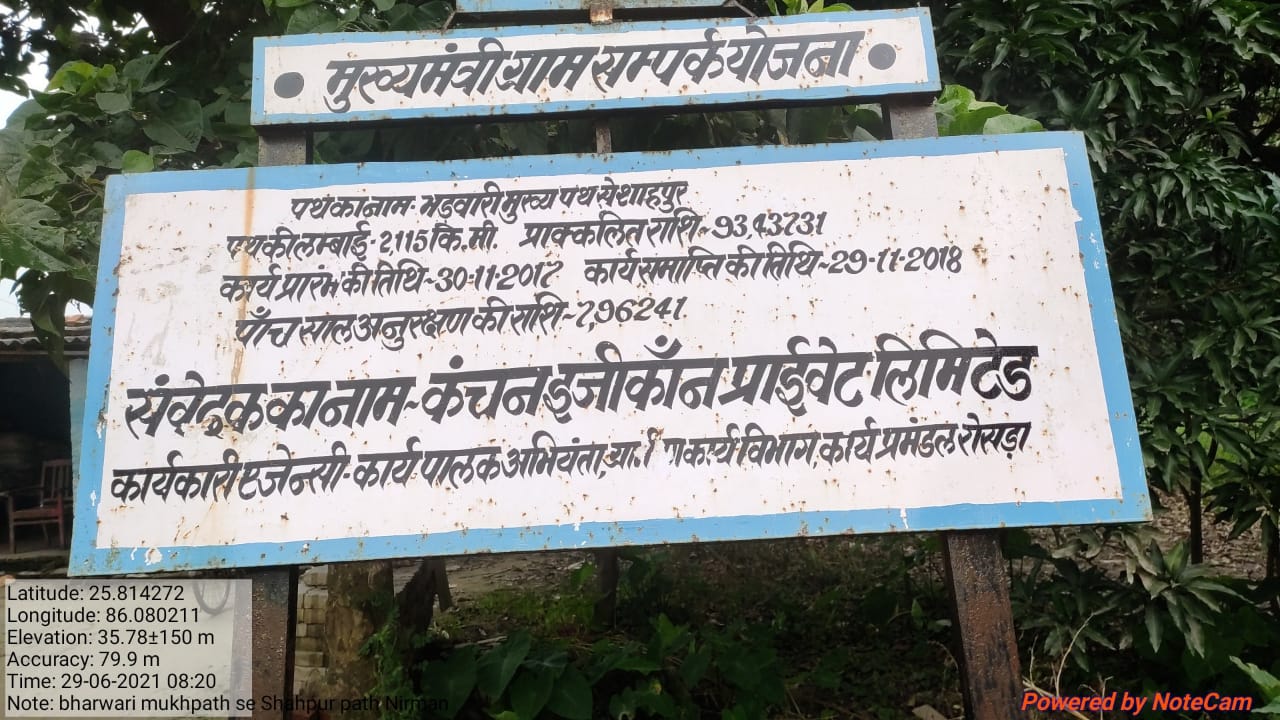 मुख्यमंत्री ग्राम सम्पर्क योजना
पथ का नाम - भड़वारी मुख्य पथ से शाहपुर
पथ की लम्बाई - 2.115 कि.मी. प्राक्कलित राशि ~ 93,43731
कार्य प्रारंभ की तिथि ~ 30-11-2017 कार्य समाप्ति की तिथि ~ 29-11-2018
पाँच साल अनुरक्षण की राशि ~ 7,96241
संवेदक का नाम ~ कंचन इजीकाँन प्राईवेट लिमिटेड
कार्यकारी एजेन्सी - कार्यपालक अभियंता, कार्य विभाग, कार्य प्रमंडल रोसड़ा
Latitude: 25.814272
Longitude: 86.080211
Elevation: 35.78±150 m
Accuracy: 79.9 m
Time: 29-06-2021 08:20
Note: bharwari mukhpath se Shahpur path Nirman
Powered by NoteCam